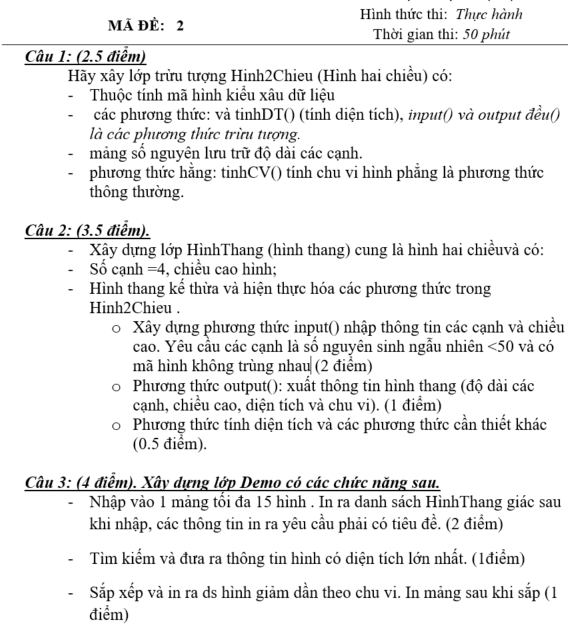 Hình thức thi: Thực hành
MÃ ĐỀ: 2
Thời gian thi: 50 phút
Câu 1: (2.5 điểm)
Hãy xây lớp trừu tượng Hinh2Chieu (Hình hai chiều) có:
- Thuộc tính mã hình kiểu xâu dữ liệu
- các phương thức: và tinhDT() (tính diện tích), input() và output đều()
là các phương thức trừu tượng.
- mảng số nguyên lưu trữ độ dài các cạnh.
- phương thức hằng: tinhCV() tính chu vi hình phẳng là phương thức
thông thường.
Câu 2: (3.5 điểm).
- Xây dựng lớp HinhThang (hình thang) cung là hình hai chiềuvà có:
- Số cạnh =4, chiều cao hình;
- Hình thang kế thừa và hiện thực hóa các phương thức trong
Hinh2Chieu .
o Xây dựng phương thức input() nhập thông tin các cạnh và chiều
cao. Yêu cầu các cạnh là số nguyên sinh ngẫu nhiên <50 và có
mã hình không trùng nhau (2 điểm)
o Phương thức output(): xuất thông tin hình thang (độ dài các
cạnh, chiều cao, diện tích và chu vi). (1 điểm)
o Phương thức tính diện tích và các phương thức cần thiết khác
(0.5 điểm).
Câu 3: (4 điểm). Xây dựng lớp Demo có các chức năng sau.
- Nhập vào 1 mảng tối đa 15 hình . In ra danh sách HinhThang giác sau
khi nhập, các thông tin in ra yêu cầu phải có tiêu đề. (2 điểm)
- Tìm kiếm và đưa ra thông tin hình có diện tích lớn nhất. (1điểm)
- Sắp xếp và in ra ds hình giảm dần theo chu vi. In mảng sau khi sắp (1
điểm)